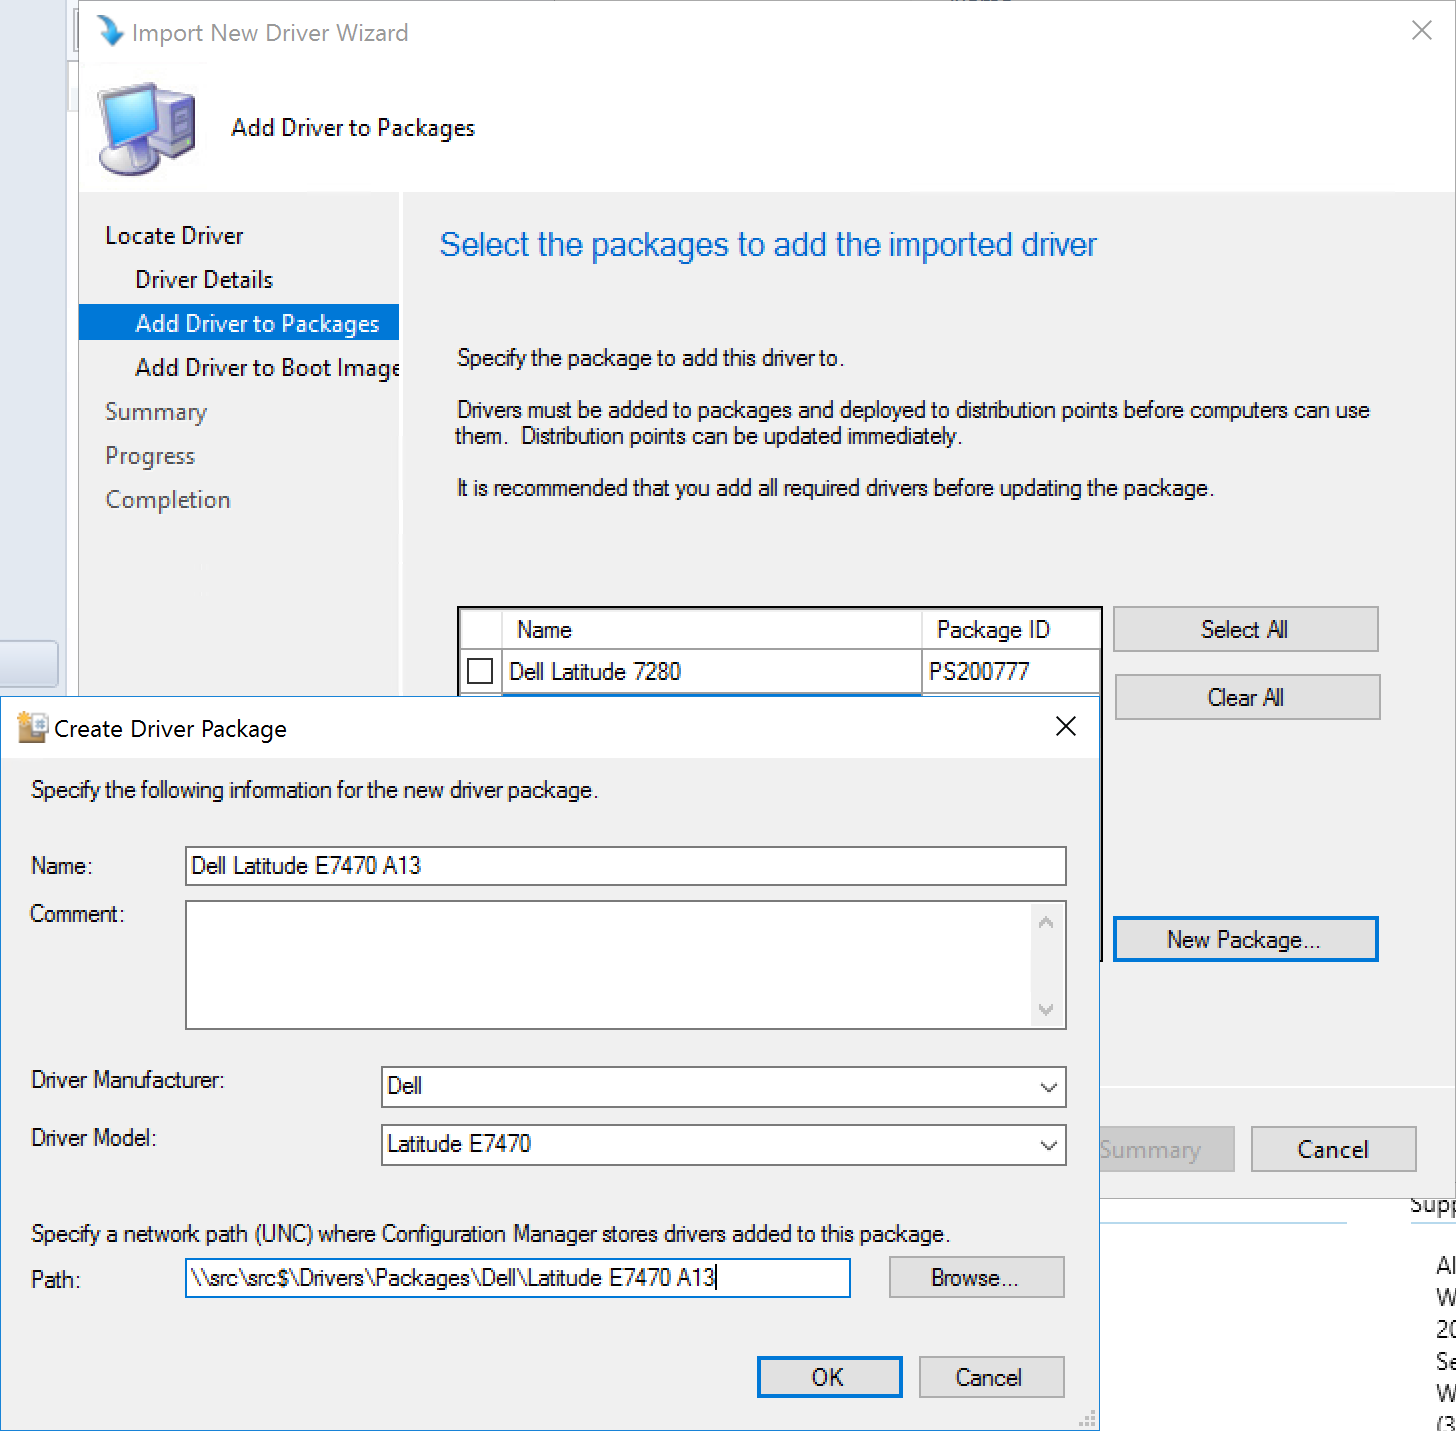 Import New Driver Wizard
Add Driver to Packages
Locate Driver
Driver Details
Add Driver to Packages
Add Driver to Boot Image
Summary
Progress
Completion
Select the packages to add the imported driver
Specify the package to add this driver to.
Drivers must be added to packages and deployed to distribution points before computers can use
them.  Distribution points can be updated immediately.
It is recommended that you add all required drivers before updating the package.
Name Package ID
Dell Latitude 7280 PS200777
Select All
Clear All
New Package...
Summary
Cancel
Create Driver Package
Specify the following information for the new driver package.
Name: Dell Latitude E7470 A13
Comment:
Driver Manufacturer: Dell
Driver Model: Latitude E7470
Specify a network path (UNC) where Configuration Manager stores drivers added to this package.
Path: \\src\src$\Drivers\Packages\Dell\Latitude E7470 A13
Browse...
OK
Cancel